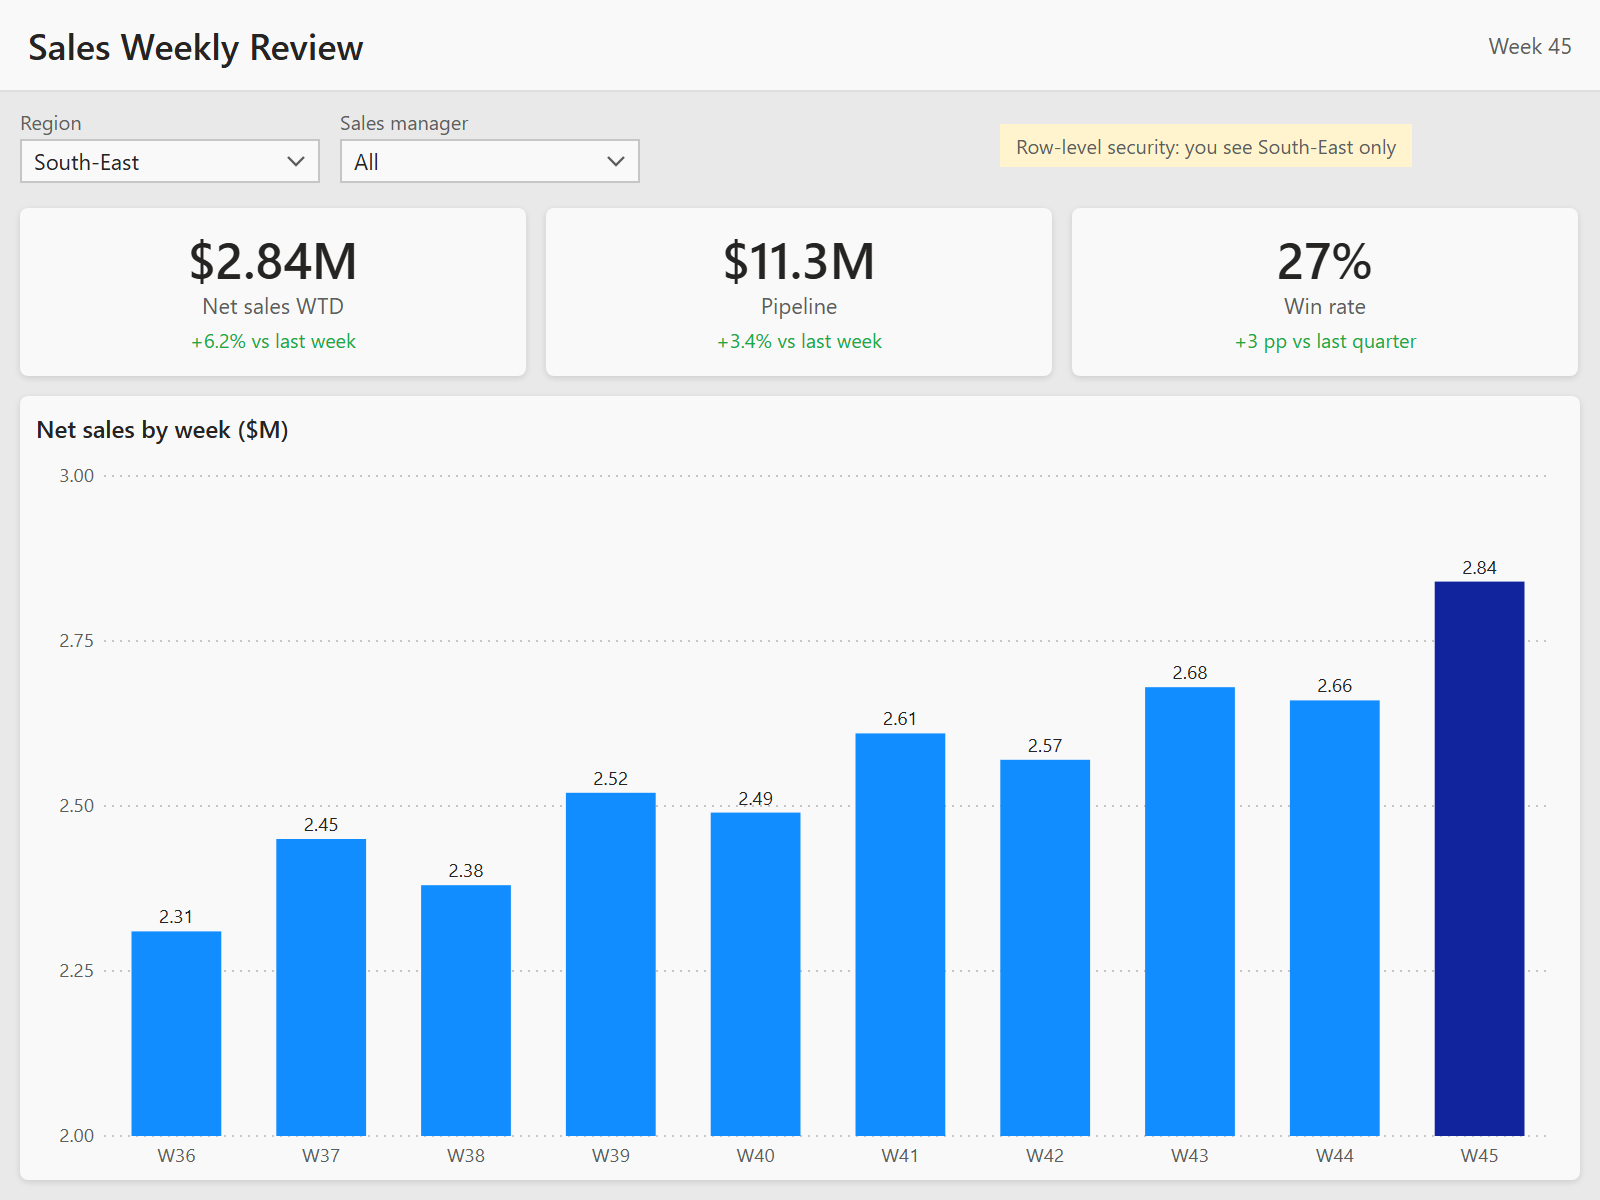 Sales Weekly Review
Week 45
Region
Sales manager
South-East
All
Row-level security: you see South-East only
$2.84M
Net sales WTD
+6.2% vs last week
$11.3M
Pipeline
+3.4% vs last week
27%
Win rate
+3 pp vs last quarter
Net sales by week ($M)
3.00
2.75
2.50
2.25
2.00
2.31
2.45
2.38
2.52
2.49
2.61
2.57
2.68
2.66
2.84
W36
W37
W38
W39
W40
W41
W42
W43
W44
W45